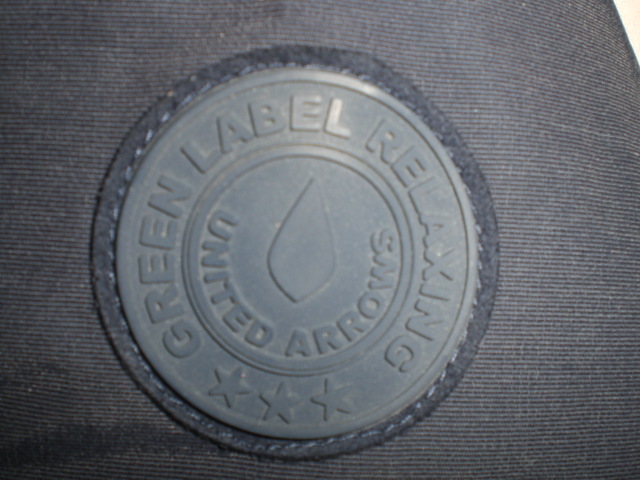 GREEN LABEL RELAXING
UNITED ARROWS